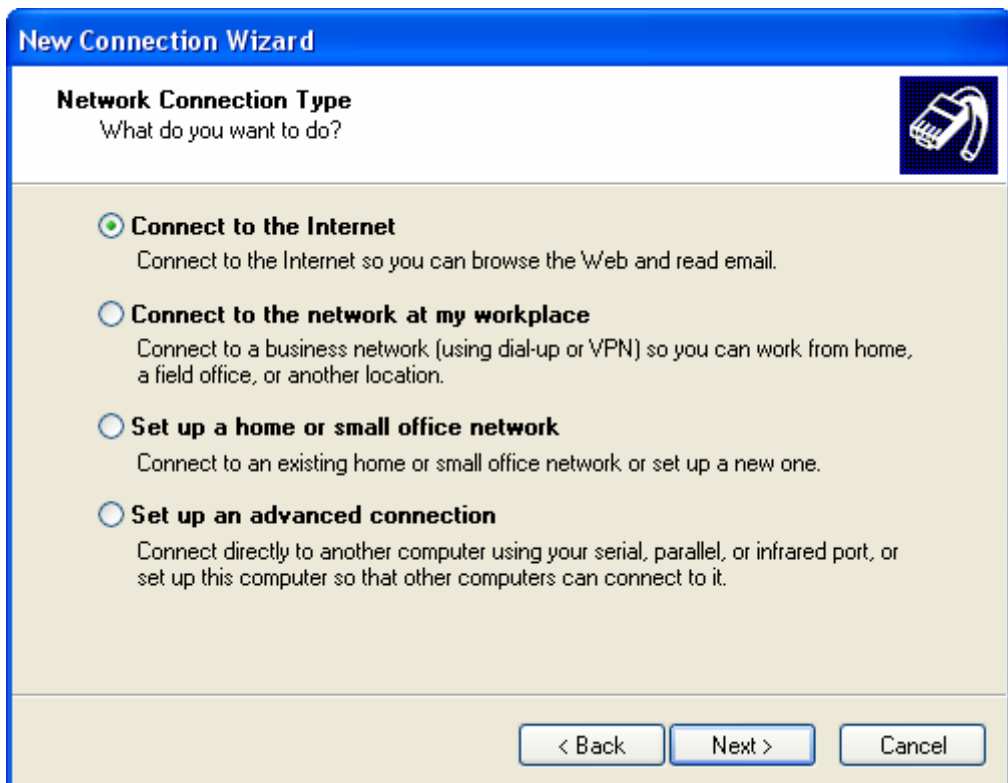 New Connection Wizard
Network Connection Type
What do you want to do?
Connect to the Internet
Connect to the Internet so you can browse the Web and read email.
Connect to the network at my workplace
Connect to a business network (using dial-up or VPN) so you can work from home,
a field office, or another location.
Set up a home or small office network
Connect to an existing home or small office network or set up a new one.
Set up an advanced connection
Connect directly to another computer using your serial, parallel, or infrared port, or
set up this computer so that other computers can connect to it.
< Back
Next >
Cancel